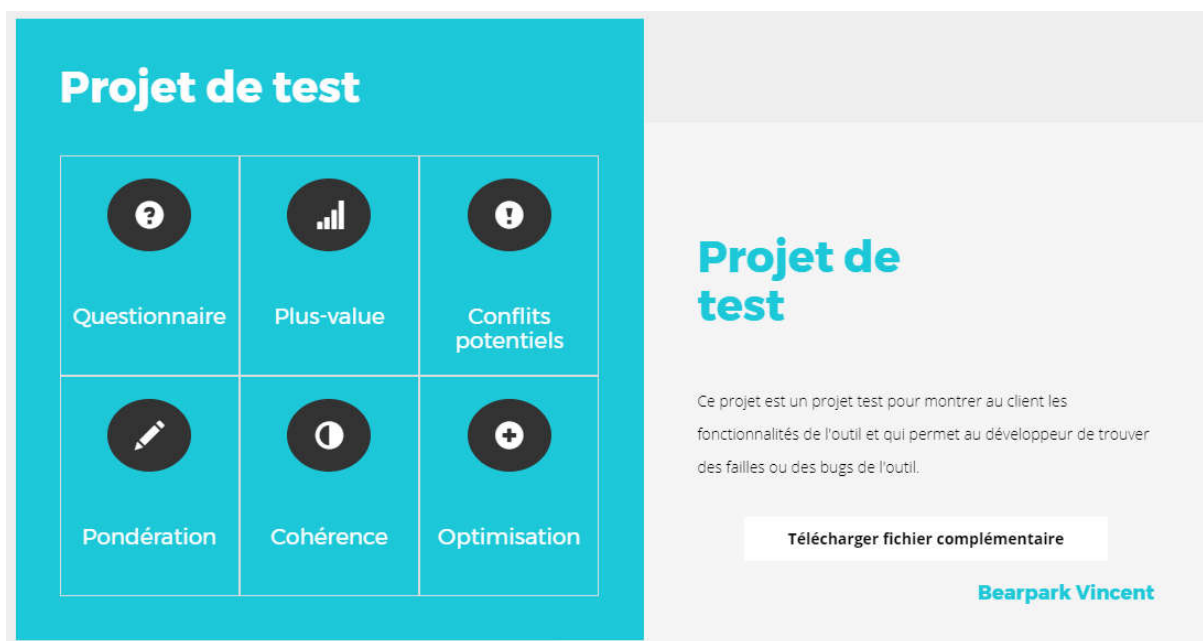 Projet de test
Questionnaire
Plus-value
Conflits
potentiels
Pondération
Cohérence
Optimisation
Projet de
test
Ce projet est un projet test pour montrer au client les
fonctionnalités de l'outil et qui permet au développeur de trouver
des failles ou des bugs de l'outil.
Télécharger fichier complémentaire
Bearpark Vincent